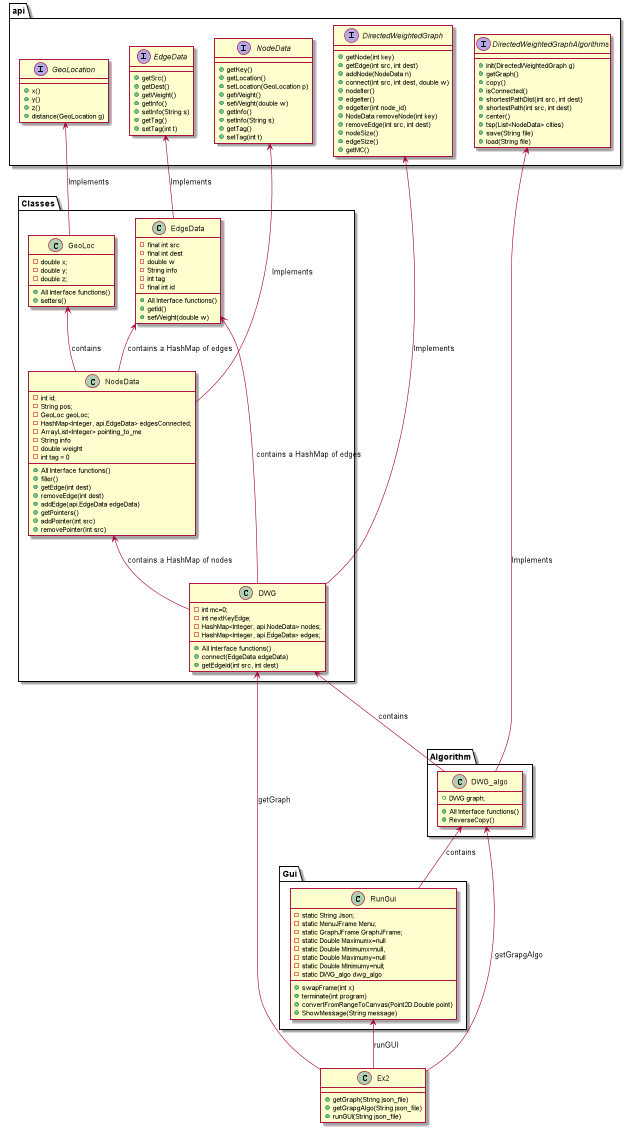 api
I GeoLocation
x()
y()
z()
distance(GeoLocation g)
I EdgeData
getSrc()
getDest()
getWeight()
getInfo()
setInfo(String s)
getTag()
setTag(int t)
I NodeData
getKey()
getLocation()
setLocation(GeoLocation p)
getWeight()
setWeight(double w)
getInfo()
setInfo(String s)
getTag()
setTag(int t)
I DirectedWeightedGraph
getNode(int key)
getEdge(int src, int dest)
addNode(NodeData n)
connect(int src, int dest, double w)
nodeIter()
edgeIter()
edgeIter(int node_id)
NodeData removeNode(int key)
removeEdge(int src, int dest)
nodeSize()
edgeSize()
getMC()
I DirectedWeightedGraphAlgorithms
init(DirectedWeightedGraph g)
getGraph()
copy()
isConnected()
shortestPathDist(int src, int dest)
shortestPath(int src, int dest)
center()
tsp(List<NodeData> cities)
save(String file)
load(String file)
Implements
Implements
Implements
Implements
Implements
Classes
C GeoLoc
double x;
double y;
double z;
All Interface functions()
setters()
C EdgeData
final int src
final int dest
double w
String info
int tag
final int id
All Interface functions()
getId()
setWeight(double w)
contains
contains a HashMap of edges
C NodeData
int id;
String pos;
GeoLoc geoLoc;
HashMap<Integer, api.EdgeData> edgesConnected;
ArrayList<Integer> pointing_to_me
String info
double weight
int tag = 0
All Interface functions()
filler()
getEdge(int dest)
removeEdge(int dest)
addEdge(api.EdgeData edgeData)
getPointers()
addPointer(int src)
removePointer(int src)
contains a HashMap of edges
contains a HashMap of nodes
C DWG
int mc=0;
int nextKeyEdge;
HashMap<Integer, api.NodeData> nodes;
HashMap<Integer, api.EdgeData> edges;
All Interface functions()
connect(EdgeData edgeData)
getEdgeId(int src, int dest)
contains
Algorithm
C DWG_algo
DWG graph;
All Interface functions()
ReverseCopy()
getGraph
contains
Gui
C RunGui
static String Json;
static MenuJFrame Menu;
static GraphJFrame GraphJFrame;
static Double Maximumx=null
static Double Minimumx=null,
static Double Maximumy=null
static Double Minimumy=null;
static DWG_algo dwg_algo
swapFrame(int x)
terminate(int program)
convertFromRangeToCanvas(Point2D.Double point)
ShowMessage(String message)
getGrapgAlgo
runGUI
C Ex2
getGraph(String json_file)
getGrapgAlgo(String json_file)
runGUI(String json_file)